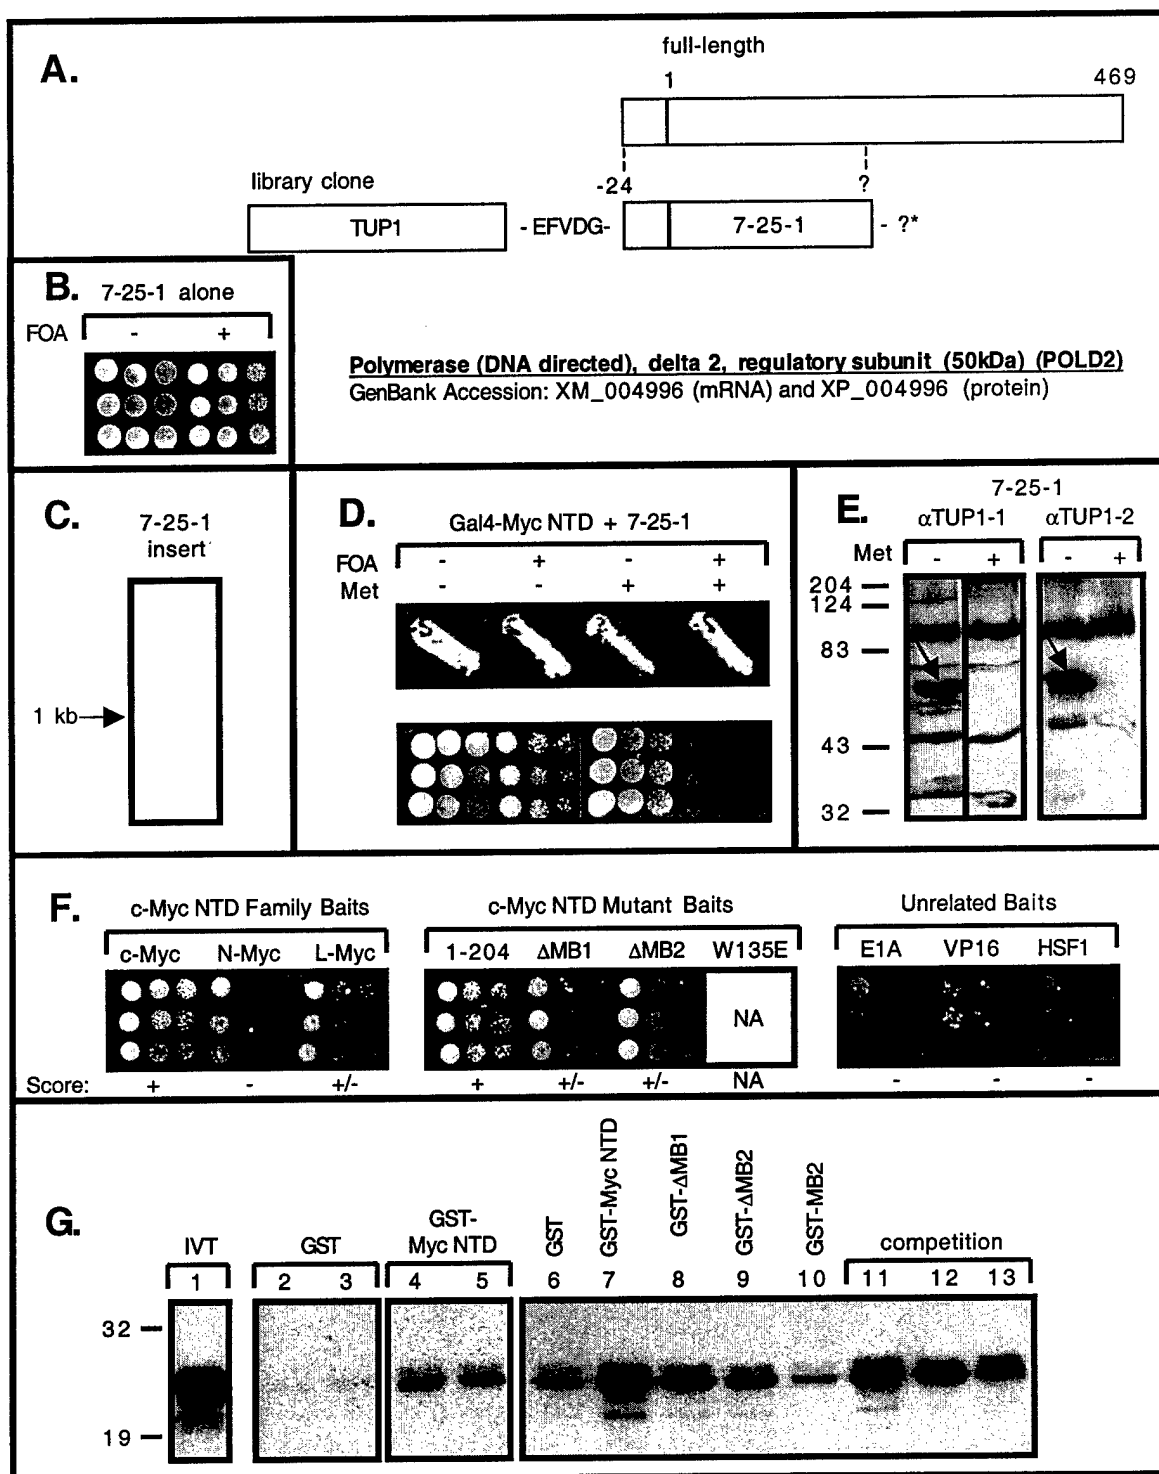 A.
full-length
1 469
library clone
-24 ?
TUP1 - EFVDG- 7-25-1 - ?*
B.
7-25-1 alone
FOA - +
Polymerase (DNA directed), delta 2, regulatory subunit (50kDa) (POLD2)
GenBank Accession: XM_004996 (mRNA) and XP_004996 (protein)
C.
7-25-1
insert
1 kb
D.
Gal4-Myc NTD + 7-25-1
FOA - + - +
Met - - + +
E.
7-25-1
αTUP1-1 αTUP1-2
Met - + - +
204
124
83
43
32
F.
c-Myc NTD Family Baits
c-Myc N-Myc L-Myc
c-Myc NTD Mutant Baits
1-204 ΔMB1 ΔMB2 W135E
NA
Unrelated Baits
E1A VP16 HSF1
Score: + - +/- + +/- +/- NA - - -
G.
IVT
GST
GST-
Myc NTD
GST
GST-Myc NTD
GST-ΔMB1
GST-ΔMB2
GST-MB2
competition
1 2 3 4 5 6 7 8 9 10 11 12 13
32
19